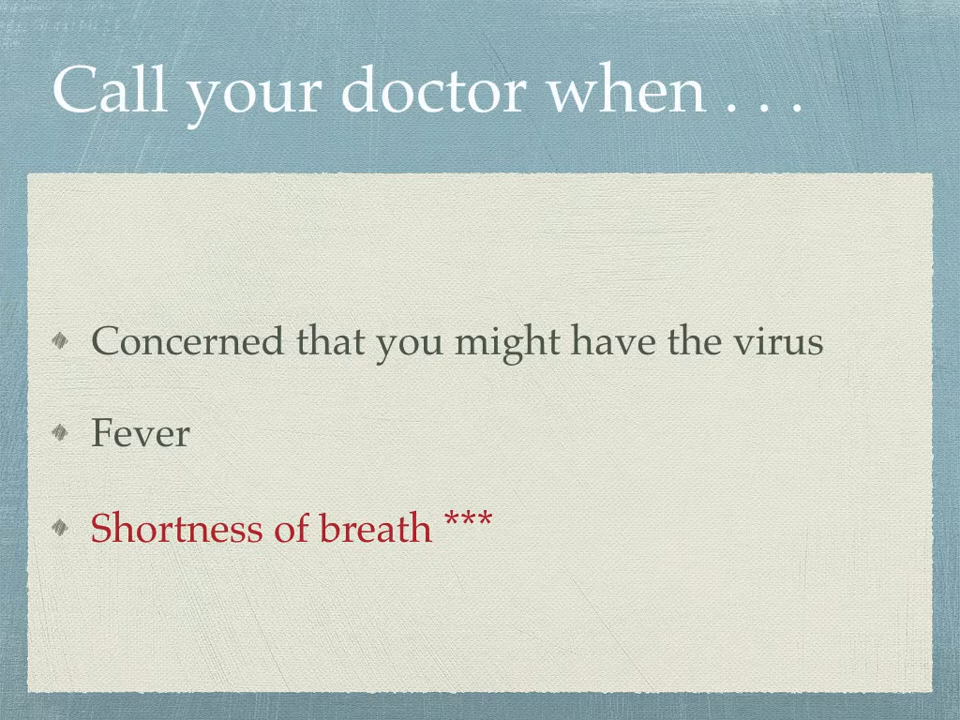 Call your doctor when . . .
Concerned that you might have the virus
Fever
Shortness of breath ***